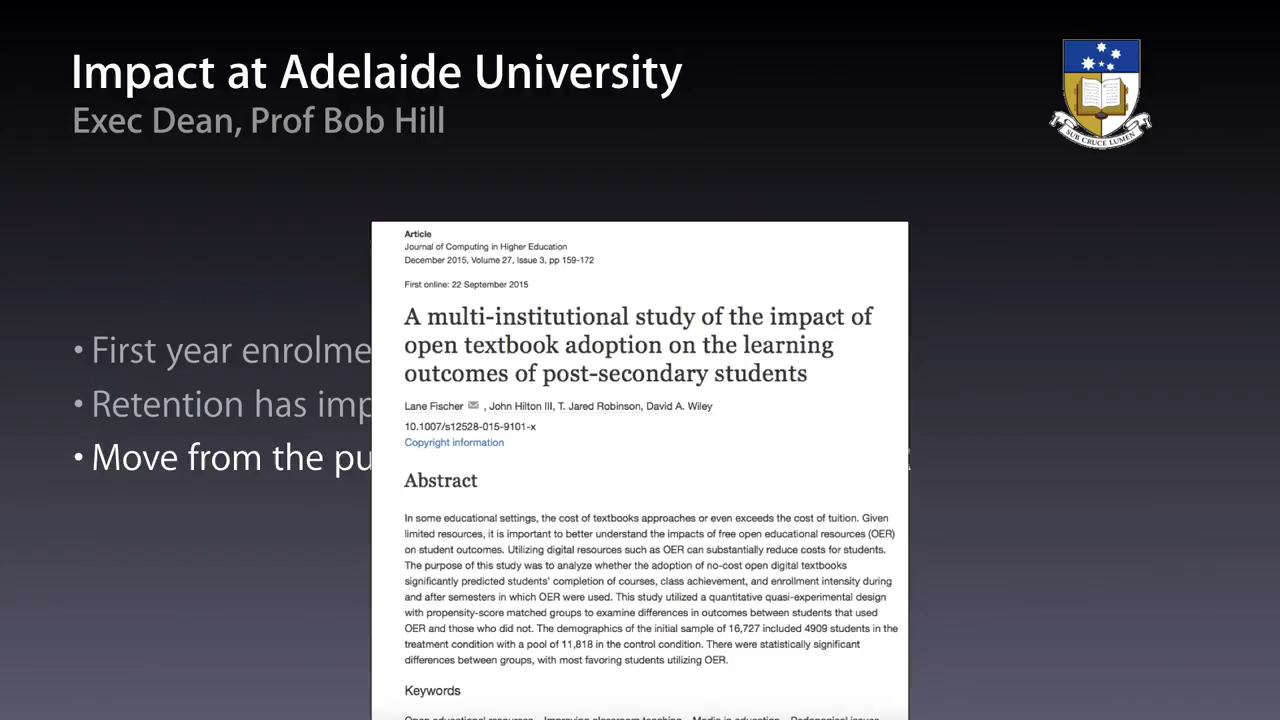 Impact at Adelaide University
Exec Dean, Prof Bob Hill
SUB CRUCE LUMEN
Article
Journal of Computing in Higher Education
December 2015, Volume 27, Issue 3, pp 159-172
First online: 22 September 2015
A multi-institutional study of the impact of
open textbook adoption on the learning
outcomes of post-secondary students
Lane Fischer , John Hilton III, T. Jared Robinson, David A. Wiley
10.1007/s12528-015-9101-x
Copyright information
Abstract
In some educational settings, the cost of textbooks approaches or even exceeds the cost of tuition. Given
limited resources, it is important to better understand the impacts of free open educational resources (OER)
on student outcomes. Utilizing digital resources such as OER can substantially reduce costs for students.
The purpose of this study was to analyze whether the adoption of no-cost open digital textbooks
significantly predicted students' completion of courses, class achievement, and enrollment intensity during
and after semesters in which OER were used. This study utilized a quantitative quasi-experimental design
with propensity-score matched groups to examine differences in outcomes between students that used
OER and those who did not. The demographics of the initial sample of 16,727 included 4909 students in the
treatment condition with a pool of 11,818 in the control condition. There were statistically significant
differences between groups, with most favoring students utilizing OER.
Keywords
• First year enrolme
• Retention has imp
• Move from the pu